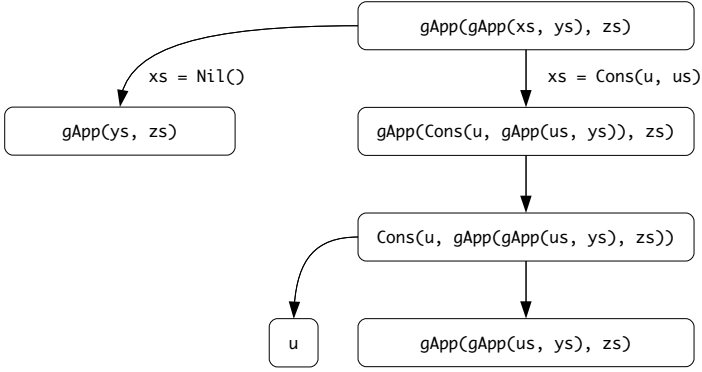 gApp(gApp(xs, ys), zs)
xs = Nil()
xs = Cons(u, us)
gApp(ys, zs)
gApp(Cons(u, gApp(us, ys)), zs)
Cons(u, gApp(gApp(us, ys), zs))
u
gApp(gApp(us, ys), zs)